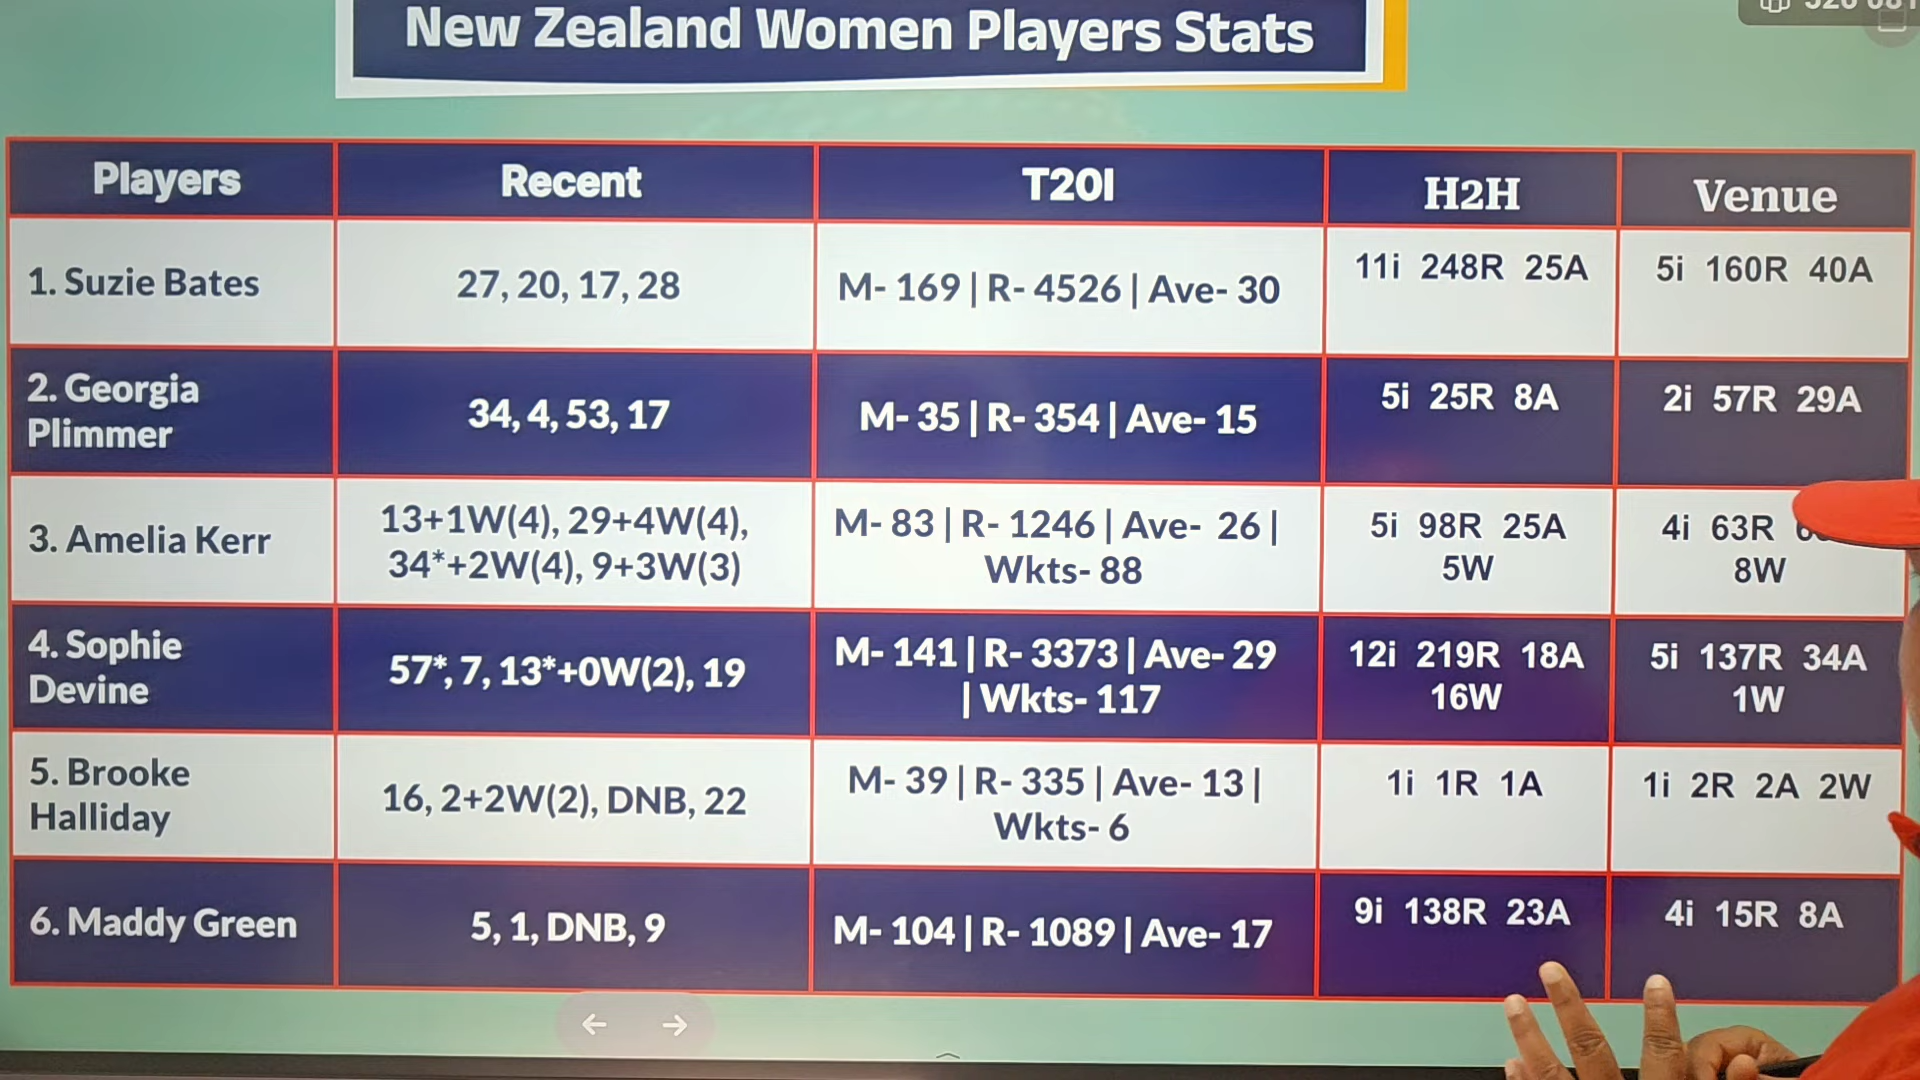 New Zealand Women Players Stats
Players Recent T20I H2H Venue
1. Suzie Bates 27, 20, 17, 28 M- 169 | R- 4526 | Ave- 30 11i 248R 25A 5i 160R 40A
2. Georgia
Plimmer
34, 4, 53, 17
M- 35 | R- 354 | Ave- 15
5i 25R 8A
2i 57R 29A
3. Amelia Kerr
13+1W(4), 29+4W(4),
34*+2W(4), 9+3W(3)
M- 83 | R- 1246 | Ave- 26 |
Wkts- 88
5i 98R 25A
5W
4i 63R
8W
4. Sophie
Devine
57*, 7, 13*+0W(2), 19
M- 141 | R- 3373 | Ave- 29
| Wkts- 117
12i 219R 18A
16W
5i 137R 34A
1W
5. Brooke
Halliday
16, 2+2W(2), DNB, 22
M- 39 | R- 335 | Ave- 13 |
Wkts- 6
1i 1R 1A
1i 2R 2A 2W
6. Maddy Green 5, 1, DNB, 9 M- 104 | R- 1089 | Ave- 17 9i 138R 23A 4i 15R 8A